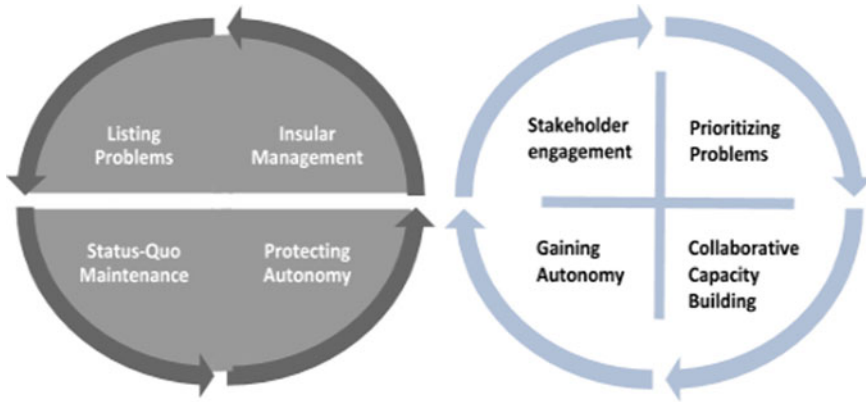 Listing
Problems
Insular
Management
Status-Quo
Maintenance
Protecting
Autonomy
Stakeholder
engagement
Prioritizing
Problems
Gaining
Autonomy
Collaborative
Capacity
Building